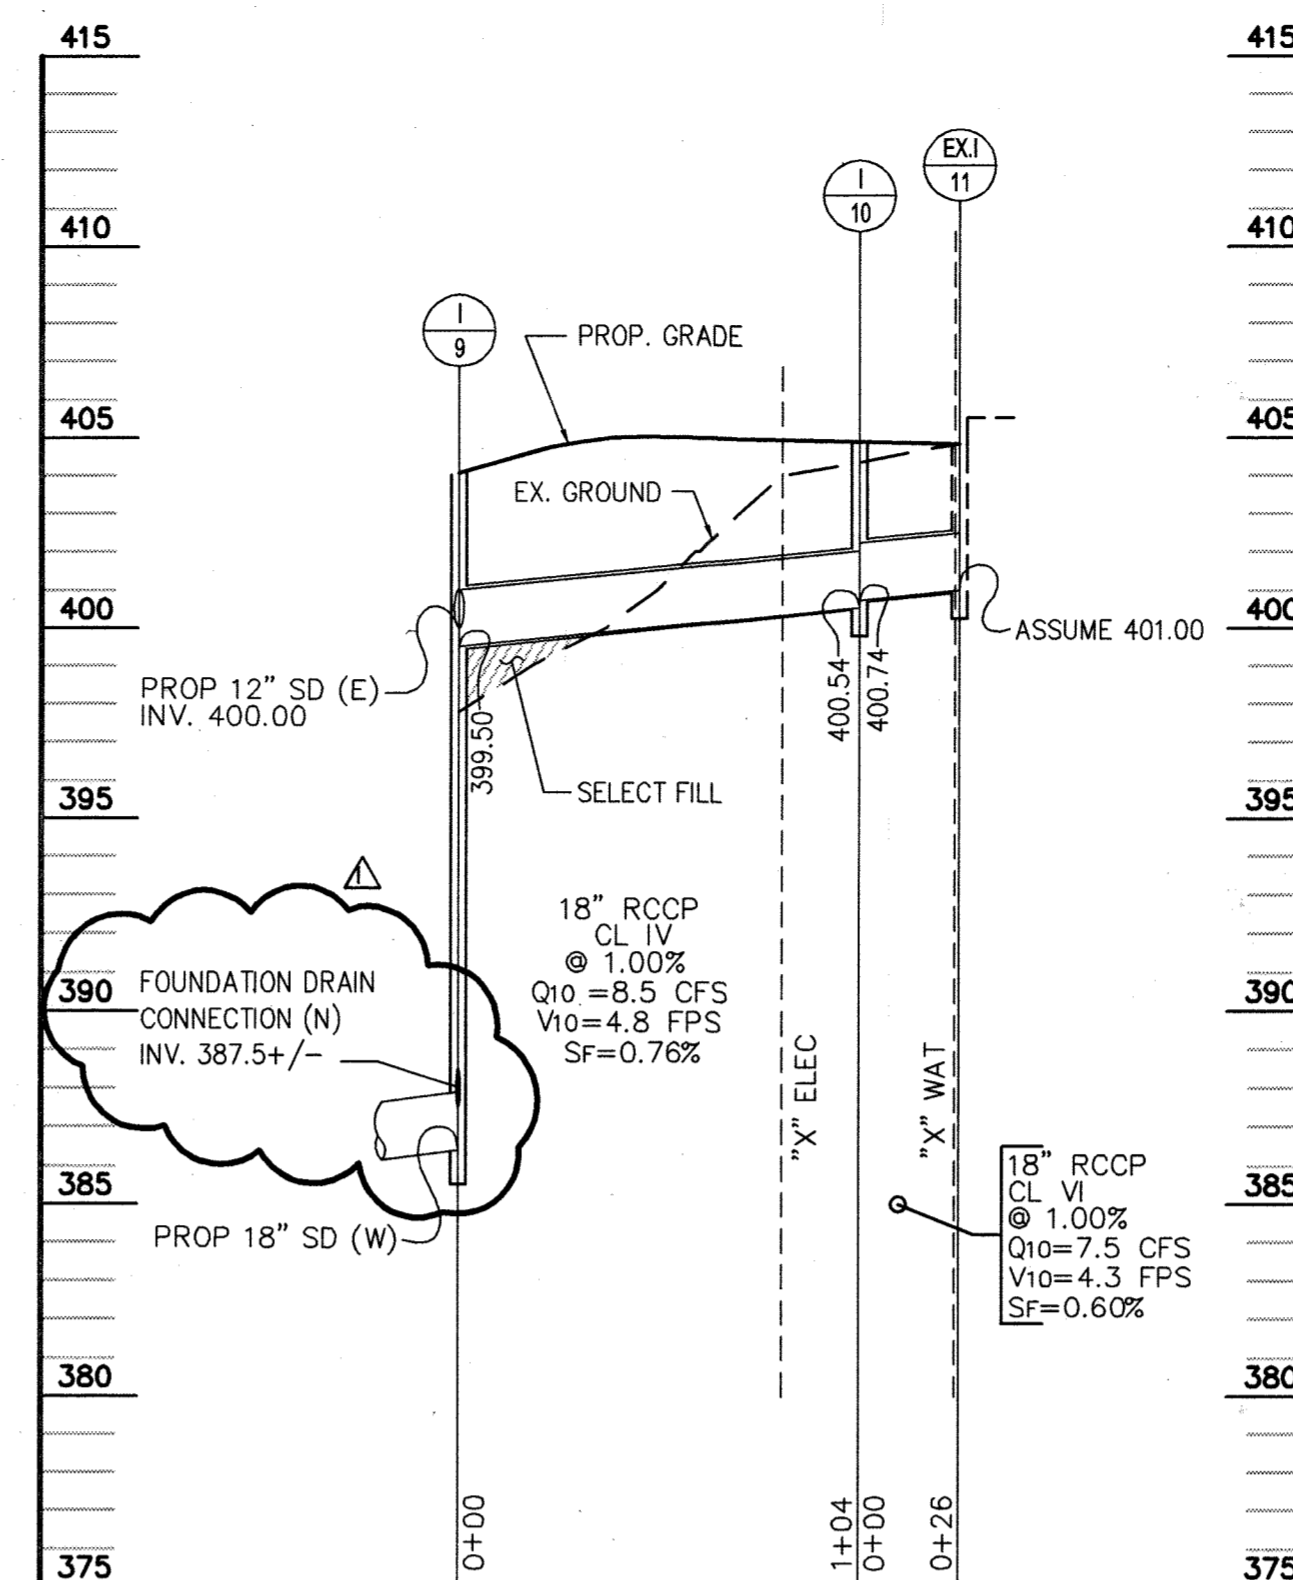 415
415
EX.I
11
I
10
410
410
I
9
PROP. GRADE
405
405
EX. GROUND
400
400
ASSUME 401.00
PROP 12" SD (E)
INV. 400.00
399.50
400.54
400.74
SELECT FILL
395
395
1
18" RCCP
CL IV
@ 1.00%
Q10 =8.5 CFS
V10=4.8 FPS
SF=0.76%
FOUNDATION DRAIN
CONNECTION (N)
INV. 387.5+/-
390
390
"X" ELEC
"X" WAT
385
385
18" RCCP
CL VI
@ 1.00%
Q10=7.5 CFS
V10=4.3 FPS
SF=0.60%
PROP 18" SD (W)
380
380
0+00
1+04
0+00
0+26
375
375